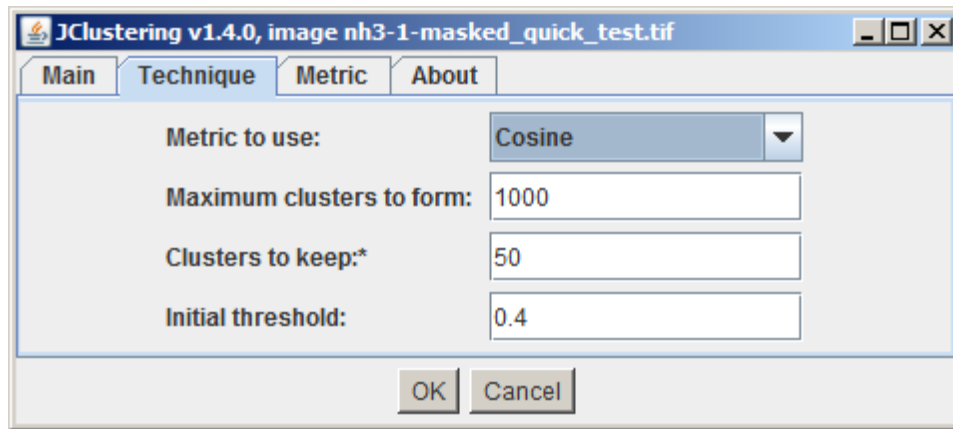 JClustering v1.4.0, image nh3-1-masked_quick_test.tif
Main Technique Metric About
Metric to use: Cosine
Maximum clusters to form: 1000
Clusters to keep:* 50
Initial threshold: 0.4
OK Cancel